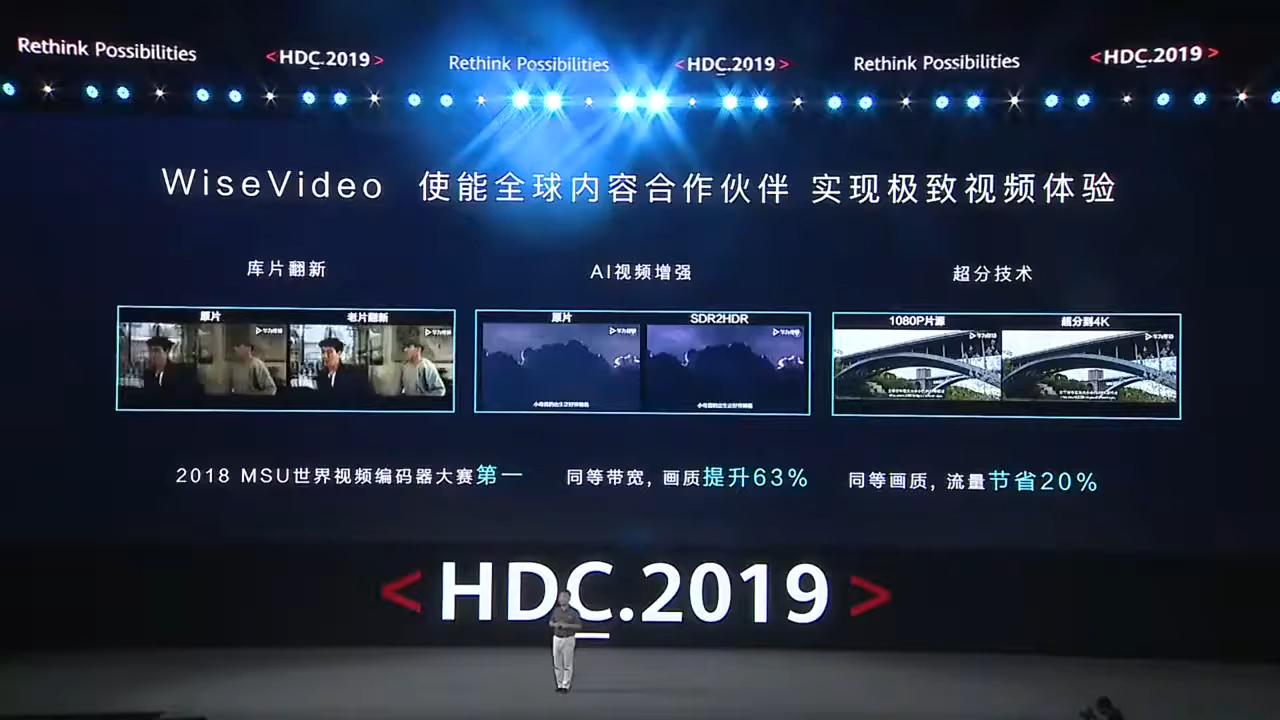 Rethink Possibilities
<HDC.2019>
Rethink Possibilities
<HDC.2019>
Rethink Possibilities
<HDC.2019>
WiseVideo 使能全球内容合作伙伴 实现极致视频体验
库片翻新
AI视频增强
超分技术
原片
老片翻新
原片
SDR2HDR
1080P片源
超分到4K
2018 MSU世界视频编码器大赛第一
同等带宽, 画质提升63%
同等画质, 流量节省20%
<HDC.2019>